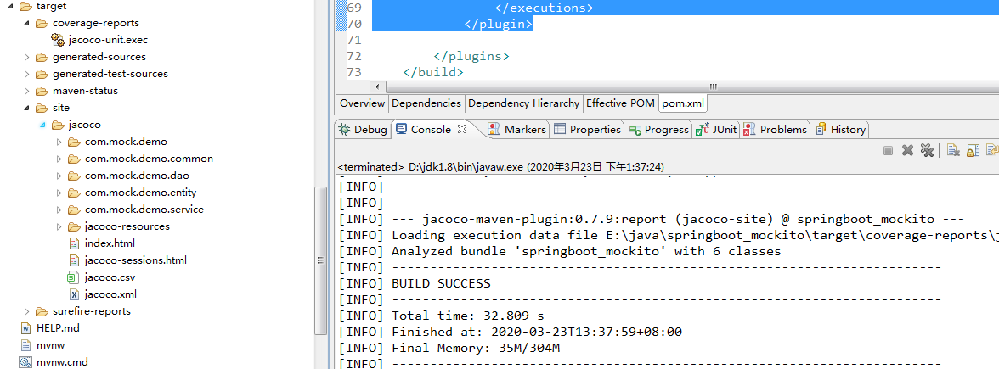 target
coverage-reports
jacoco-unit.exec
generated-sources
generated-test-sources
maven-status
site
jacoco
com.mock.demo
com.mock.demo.common
com.mock.demo.dao
com.mock.demo.entity
com.mock.demo.service
jacoco-resources
index.html
jacoco-sessions.html
jacoco.csv
jacoco.xml
surefire-reports
HELP.md
mvnw
mvnw.cmd
69 </executions>
70 </plugin>
71
72 </plugins>
73 </build>
Overview Dependencies Dependency Hierarchy Effective POM pom.xml
Debug Console Markers Properties Progress JUnit Problems History
<terminated> D:\jdk1.8\bin\javaw.exe (2020年3月23日 下午1:37:24)
[INFO]
[INFO]
[INFO] --- jacoco-maven-plugin:0.7.9:report (jacoco-site) @ springboot_mockito ---
[INFO] Loading execution data file E:\java\springboot_mockito\target\coverage-reports\j
[INFO] Analyzed bundle 'springboot_mockito' with 6 classes
[INFO] ------------------------------------------------------------------------
[INFO] BUILD SUCCESS
[INFO] ------------------------------------------------------------------------
[INFO] Total time: 32.809 s
[INFO] Finished at: 2020-03-23T13:37:59+08:00
[INFO] Final Memory: 35M/304M
[INFO] ------------------------------------------------------------------------